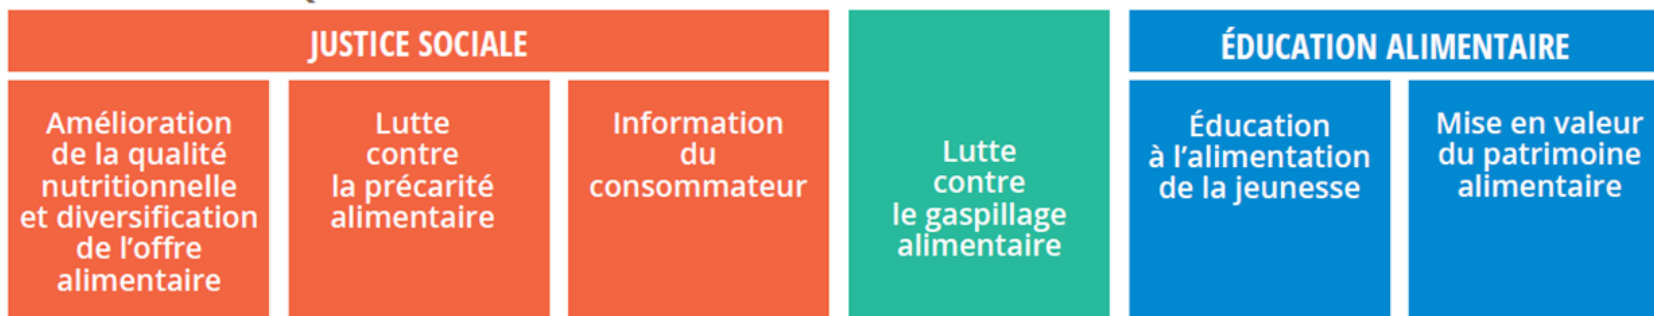 JUSTICE SOCIALE
Amélioration
de la qualité
nutritionnelle
et diversification
de l'offre
alimentaire
Lutte
contre
la précarité
alimentaire
Information
du
consommateur
Lutte
contre
le gaspillage
alimentaire
ÉDUCATION ALIMENTAIRE
Éducation
à l'alimentation
de la jeunesse
Mise en valeur
du patrimoine
alimentaire